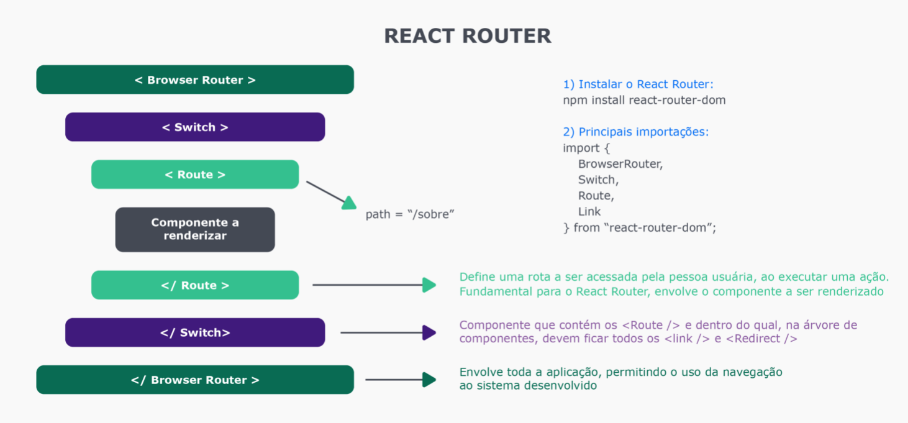 REACT ROUTER
< Browser Router >
< Switch >
< Route >
path = “/sobre”
Componente a
renderizar
</ Route >
</ Switch>
</ Browser Router >
1) Instalar o React Router:
npm install react-router-dom
2) Principais importações:
import {
BrowserRouter,
Switch,
Route,
Link
} from “react-router-dom”;
Define uma rota a ser acessada pela pessoa usuária, ao executar uma ação.
Fundamental para o React Router, envolve o componente a ser renderizado
Componente que contém os <Route /> e dentro do qual, na árvore de
componentes, devem ficar todos os <link /> e <Redirect />
Envolve toda a aplicação, permitindo o uso da navegação
ao sistema desenvolvido